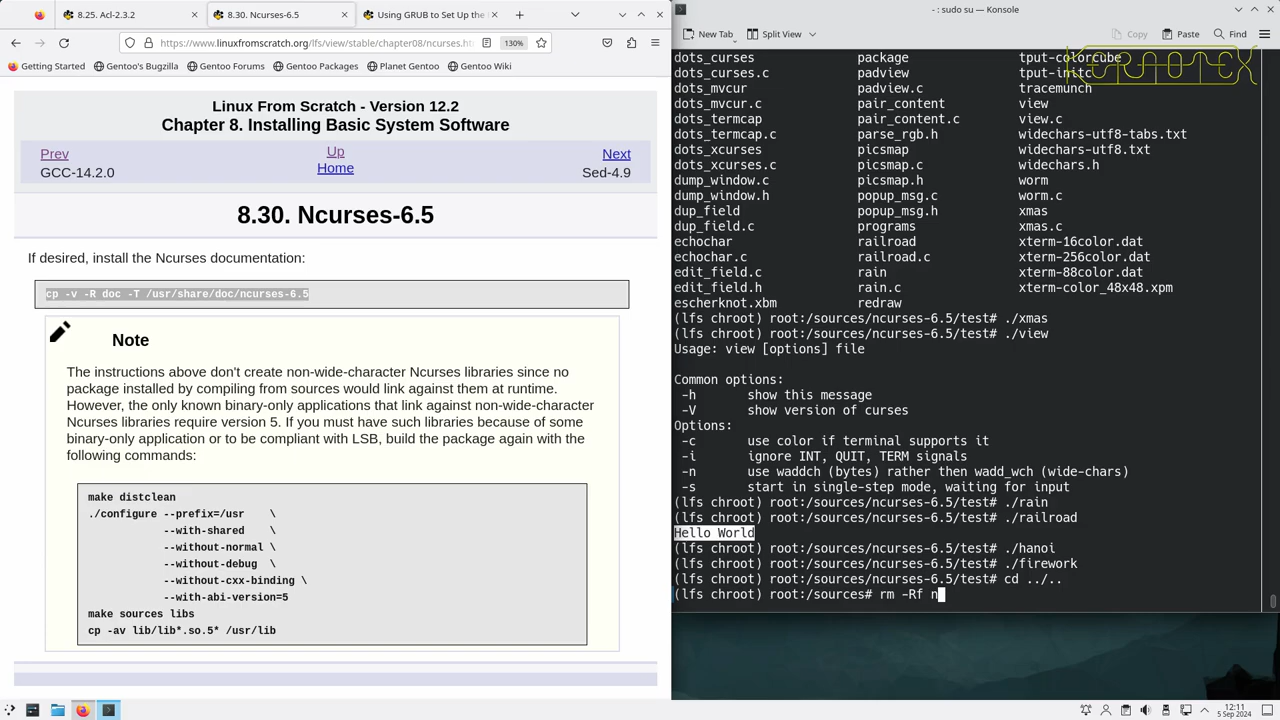 8.25. Acl-2.3.2
8.30. Ncurses-6.5
Using GRUB to Set Up the
https://www.linuxfromscratch.org/lfs/view/stable/chapter08/ncurses.ht
130%
Getting Started
Gentoo's Bugzilla
Gentoo Forums
Gentoo Packages
Planet Gentoo
Gentoo Wiki
Linux From Scratch - Version 12.2
Chapter 8. Installing Basic System Software
Prev
Up
Next
GCC-14.2.0
Home
Sed-4.9
8.30. Ncurses-6.5
If desired, install the Ncurses documentation:
cp -v -R doc -T /usr/share/doc/ncurses-6.5
Note
The instructions above don't create non-wide-character Ncurses libraries since no
package installed by compiling from sources would link against them at runtime.
However, the only known binary-only applications that link against non-wide-character
Ncurses libraries require version 5. If you must have such libraries because of some
binary-only application or to be compliant with LSB, build the package again with the
following commands:
make distclean
./configure --prefix=/usr \
--with-shared \
--without-normal \
--without-debug \
--without-cxx-binding \
--with-abi-version=5
make sources libs
cp -av lib/lib*.so.5* /usr/lib
- : sudo su — Konsole
New Tab
Split View
Copy
Paste
Find
dots_curses package tput-colorcube
dots_curses.c padview tput-initc
dots_mvcur padview.c tracemunch
dots_mvcur.c pair_content view
dots_termcap pair_content.c view.c
dots_termcap.c parse_rgb.h widechars-utf8-tabs.txt
dots_xcurses picsmap widechars-utf8.txt
dots_xcurses.c picsmap.c widechars.h
dump_window.c picsmap.h worm
dump_window.h popup_msg.c worm.c
dup_field popup_msg.h xmas
dup_field.c programs xmas.c
echochar railroad xterm-16color.dat
echochar.c railroad.c xterm-256color.dat
edit_field.c rain xterm-88color.dat
edit_field.h rain.c xterm-color_48x48.xpm
escherknot.xbm redraw
(lfs chroot) root:/sources/ncurses-6.5/test# ./xmas
(lfs chroot) root:/sources/ncurses-6.5/test# ./view
Usage: view [options] file
Common options:
-h show this message
-V show version of curses
Options:
-c use color if terminal supports it
-i ignore INT, QUIT, TERM signals
-n use waddch (bytes) rather then wadd_wch (wide-chars)
-s start in single-step mode, waiting for input
(lfs chroot) root:/sources/ncurses-6.5/test# ./rain
(lfs chroot) root:/sources/ncurses-6.5/test# ./railroad
Hello World
(lfs chroot) root:/sources/ncurses-6.5/test# ./hanoi
(lfs chroot) root:/sources/ncurses-6.5/test# ./firework
(lfs chroot) root:/sources/ncurses-6.5/test# cd ../..
(lfs chroot) root:/sources# rm -Rf n
12:11
5 Sep 2024